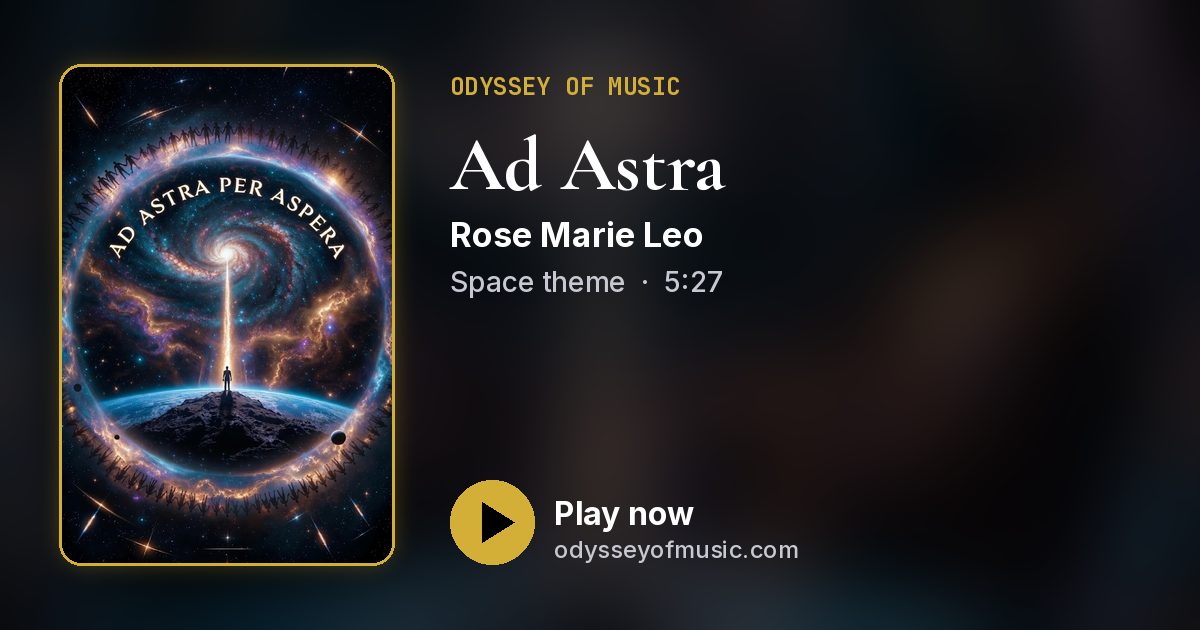 AD ASTRA PER ASPERA
ODYSSEY OF MUSIC
Ad Astra
Rose Marie Leo
Space theme · 5:27
Play now
odysseyofmusic.com